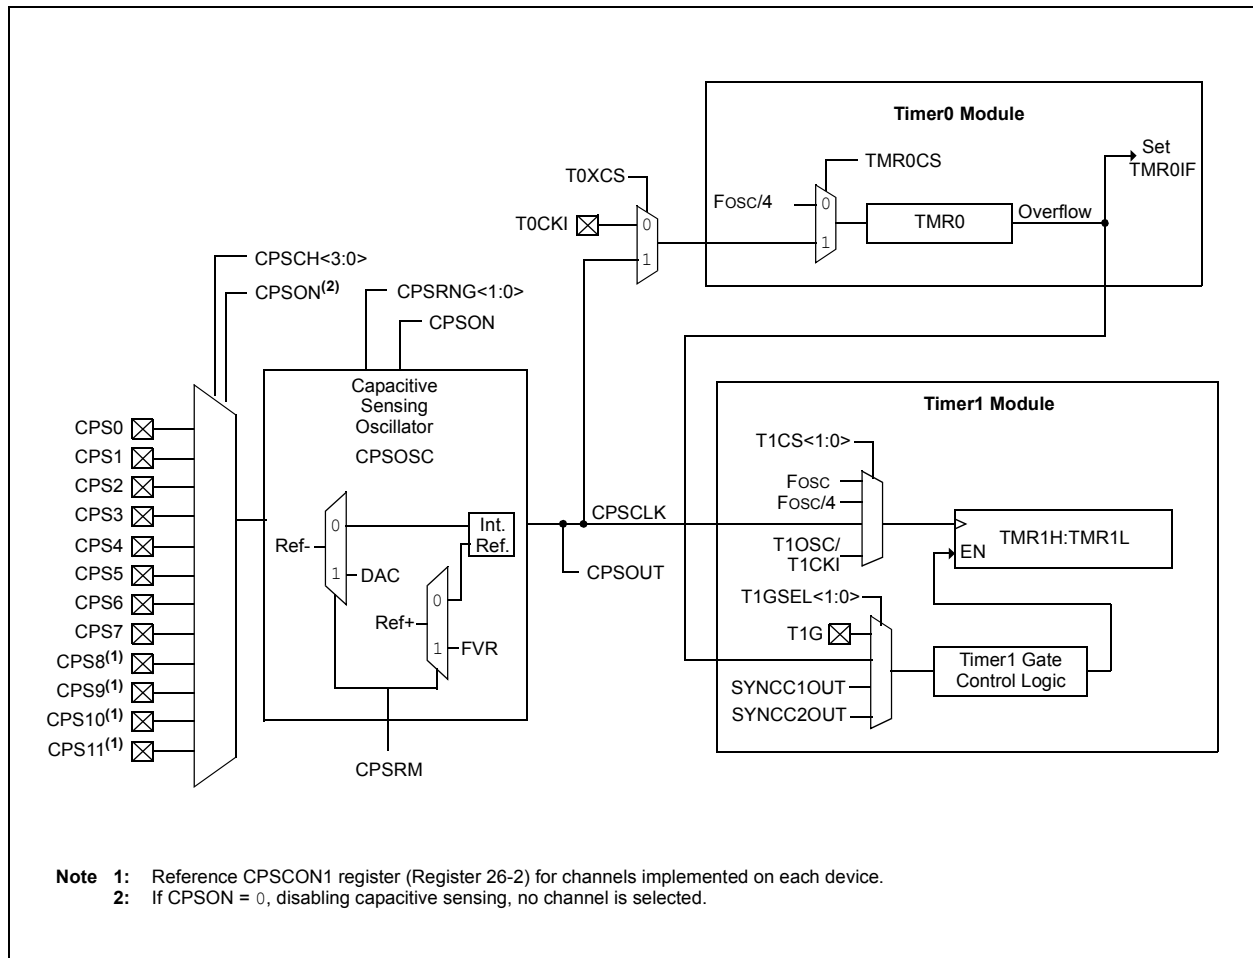 Timer0 Module
Set
TMR0IF
TMR0CS
T0XCS
FOSC/4
0
1
TMR0
Overflow
T0CKI
0
1
CPSCH<3:0>
CPSON(2)
CPSRNG<1:0>
CPSON
Capacitive
Sensing
Oscillator
CPSOSC
Timer1 Module
CPS0
CPS1
CPS2
CPS3
CPS4
CPS5
CPS6
CPS7
CPS8(1)
CPS9(1)
CPS10(1)
CPS11(1)
Ref-
0
1
DAC
Int.
Ref.
Ref+
0
1
FVR
CPSRM
CPSCLK
CPSOUT
T1CS<1:0>
FOSC
FOSC/4
T1OSC/
T1CKI
EN
TMR1H:TMR1L
T1GSEL<1:0>
T1G
SYNCC1OUT
SYNCC2OUT
Timer1 Gate
Control Logic
Note 1: Reference CPSCON1 register (Register 26-2) for channels implemented on each device.
2: If CPSON = 0, disabling capacitive sensing, no channel is selected.